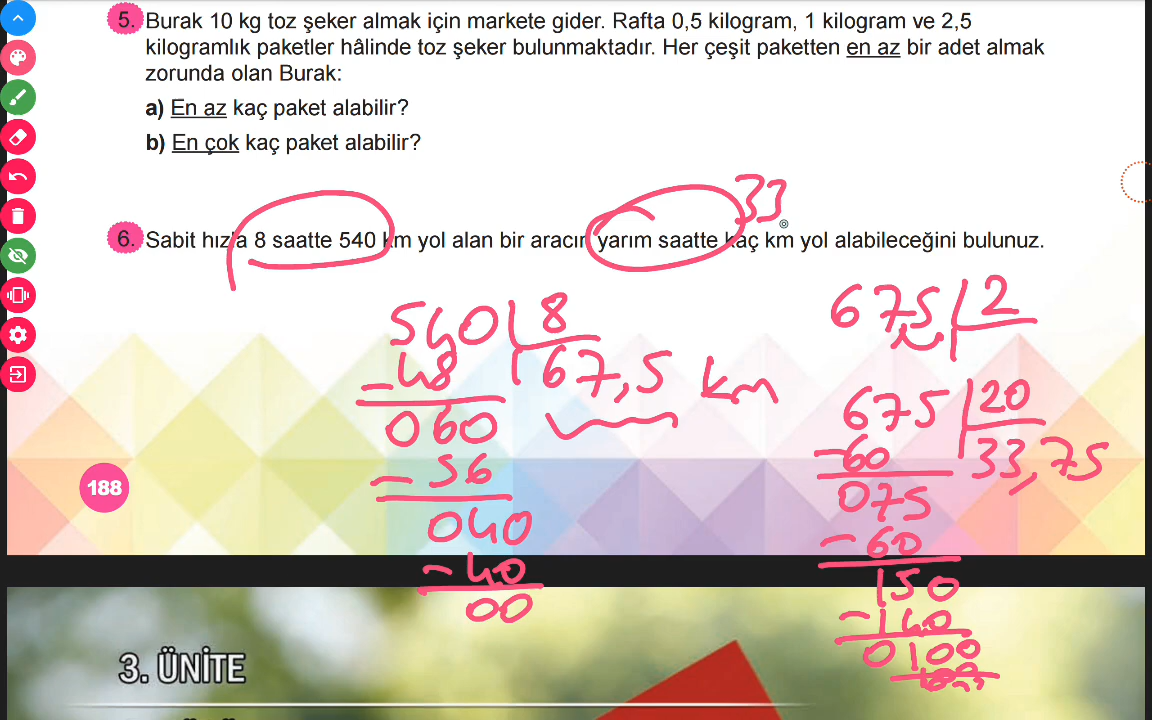 5. Burak 10 kg toz şeker almak için markete gider. Rafta 0,5 kilogram, 1 kilogram ve 2,5
kilogramlık paketler hâlinde toz şeker bulunmaktadır. Her çeşit paketten en az bir adet almak
zorunda olan Burak:
a) En az kaç paket alabilir?
b) En çok kaç paket alabilir?
33
6. Sabit hızla 8 saatte 540 km yol alan bir aracın yarım saatte kaç km yol alabileceğini bulunuz.
540 8
67,5 km
-48
060
-56
040
-40
00
67,5 2
675 20
33,75
-60
075
-60
150
-140
0100
188
3. ÜNİTE